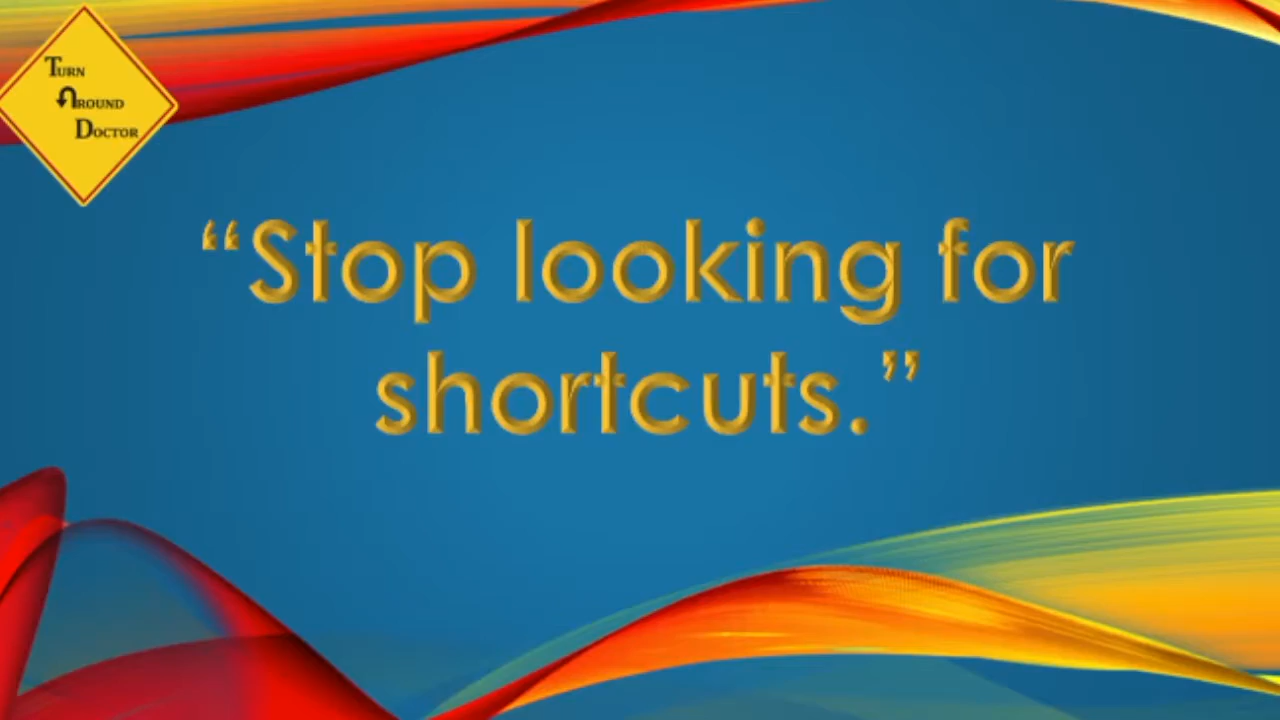 Turn
Around
Doctor
“Stop looking for
shortcuts.”